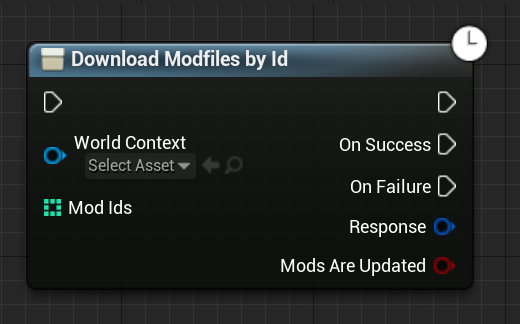 Download Modfiles by Id
World Context
On Success
Select Asset
On Failure
Mod Ids
Response
Mods Are Updated